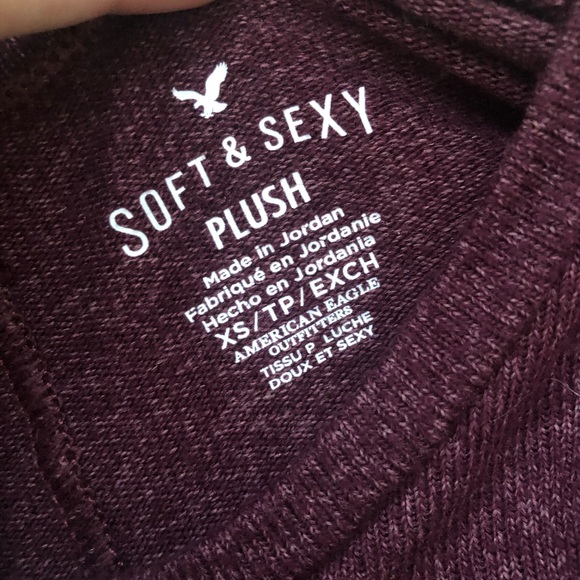 SOFT & SEXY
PLUSH
Made in Jordan
Fabriqué en Jordanie
Hecho en Jordania
XS/TP/EXCH
AMERICAN EAGLE
OUTFITTERS
TISSU P LUCHE
DOUX ET SEXY